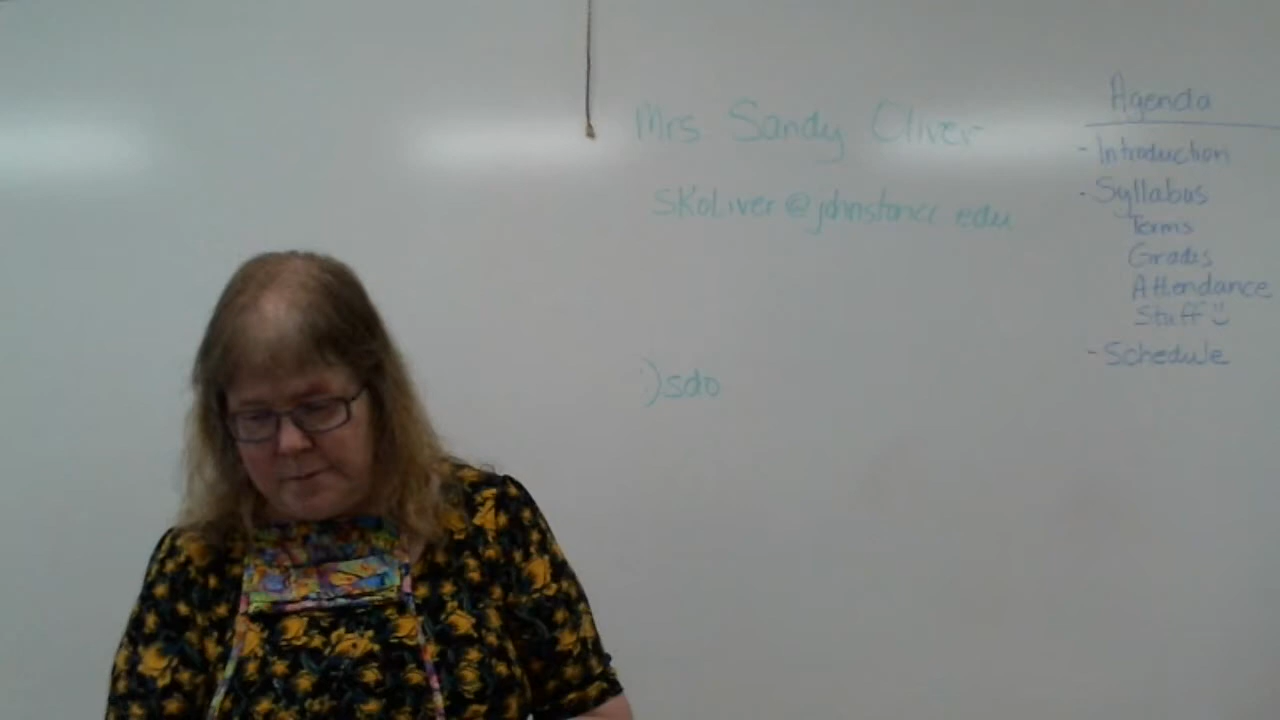 Mrs Sandy Oliver
SKOLiver@johnstoncc.edu
:) sdo
Agenda
- Introduction
- Syllabus
Terms
Grades
Attendance
Stuff :)
- Schedule